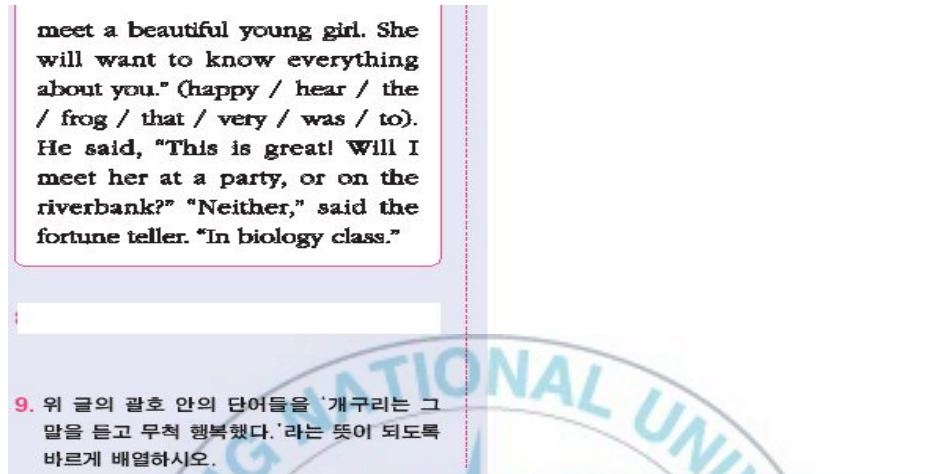 meet a beautiful young girl. She
will want to know everything
about you." (happy / hear / the
/ frog / that / very / was / to).
He said, "This is great! Will I
meet her at a party, or on the
riverbank?" "Neither," said the
fortune teller. "In biology class."
9. 위 글의 괄호 안의 단어들을 '개구리는 그
말을 듣고 무척 행복했다.'라는 뜻이 되도록
바르게 배열하시오.
G NATIONAL UNI